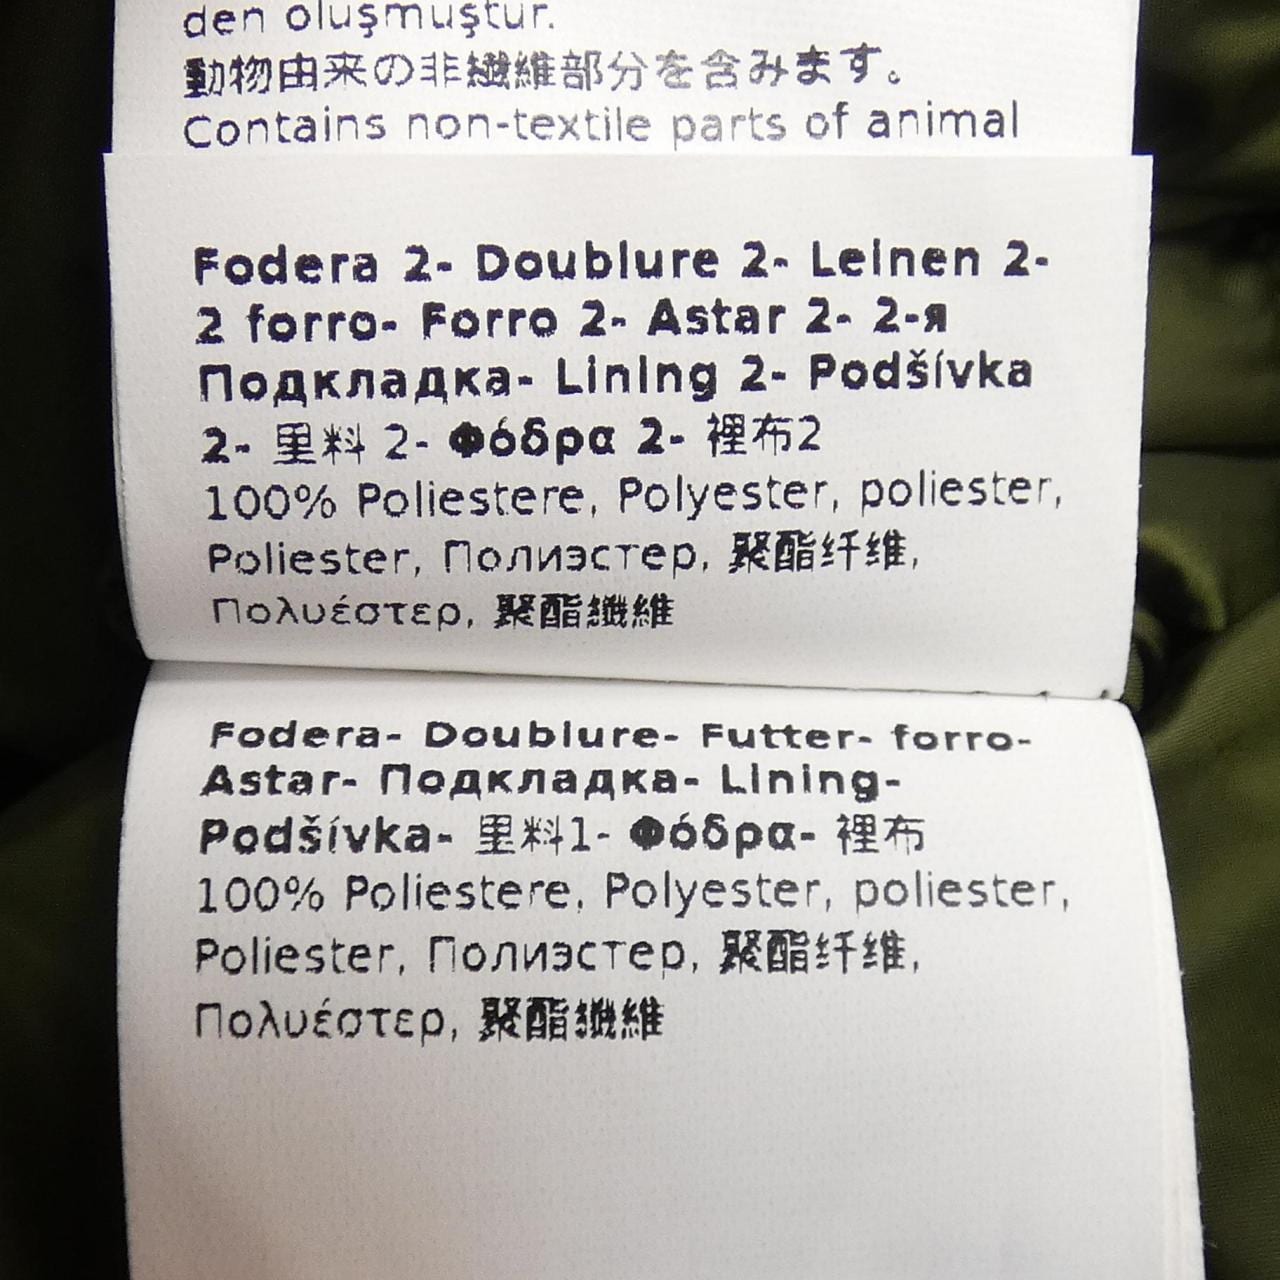 den oluşmuştur.
動物由来の非繊維部分を含みます。
Contains non-textile parts of animal
Fodera 2- Doublure 2- Leinen 2-
2 forro- Forro 2- Astar 2- 2-я
Подкладка- Lining 2- Podšívka
2- 里料 2- Φόδρα 2- 裡布2
100% Poliestere, Polyester, poliester,
Poliester, Полиэстер, 聚酯纤维,
Πολυέστερ, 聚酯纖維
Fodera- Doublure- Futter- forro-
Astar- Подкладка- Lining-
Podšívka- 里料1- Φόδρα- 裡布
100% Poliestere, Polyester, poliester,
Poliester, Полиэстер, 聚酯纤维,
Πολυέστερ, 聚酯纖維